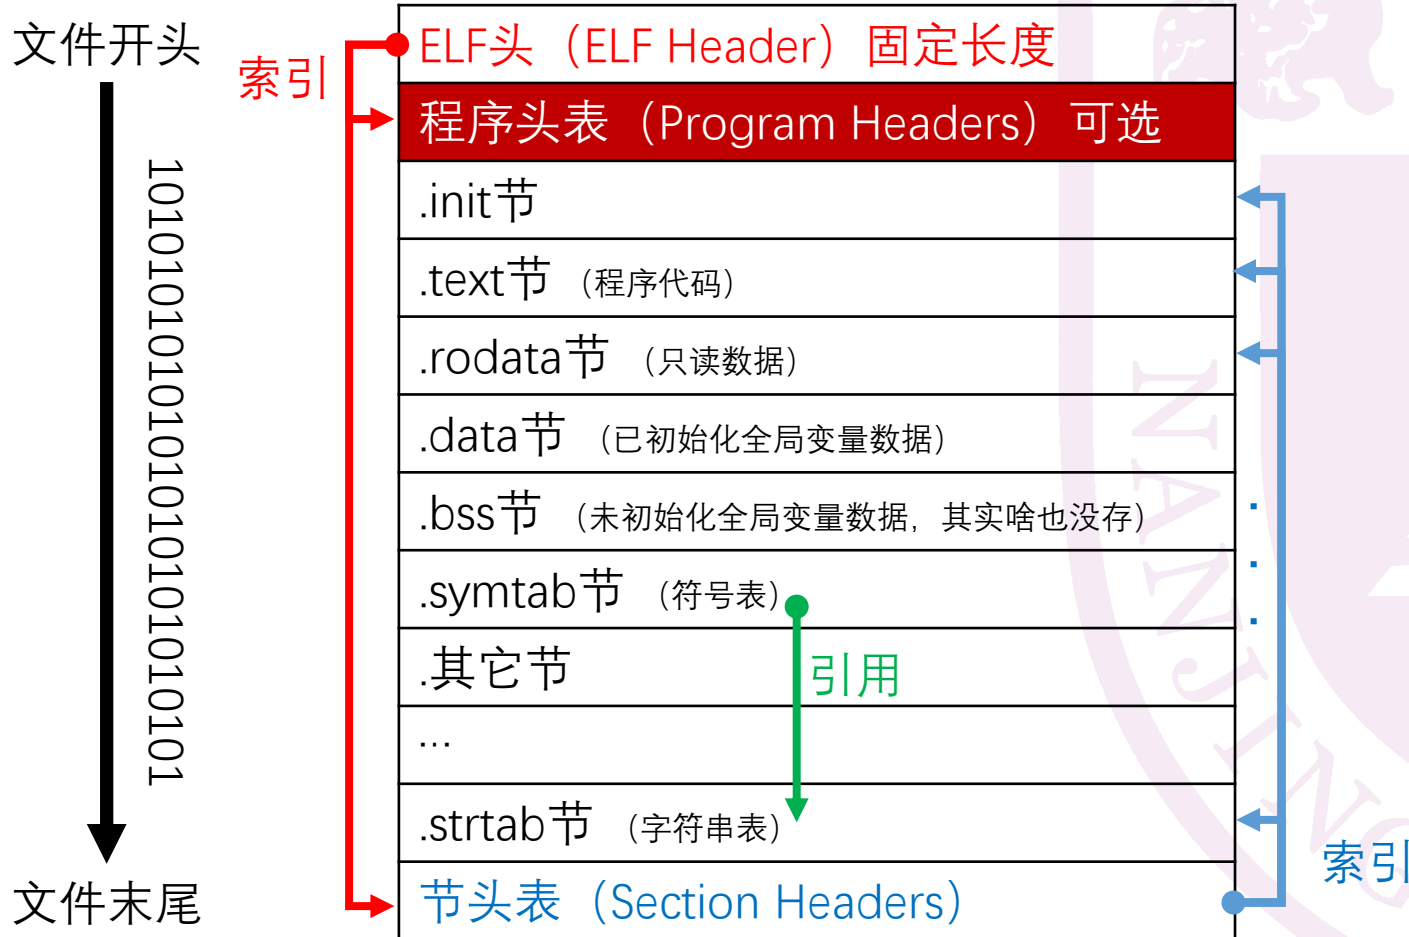 文件开头
索引
ELF头（ELF Header）固定长度
程序头表（Program Headers）可选
.init节
.text节（程序代码）
.rodata节（只读数据）
.data节（已初始化全局变量数据）
.bss节（未初始化全局变量数据，其实啥也没存）
.symtab节（符号表）
.其它节
引用
...
.strtab节（字符串表）
节头表（Section Headers）
索引
文件末尾
NANJING